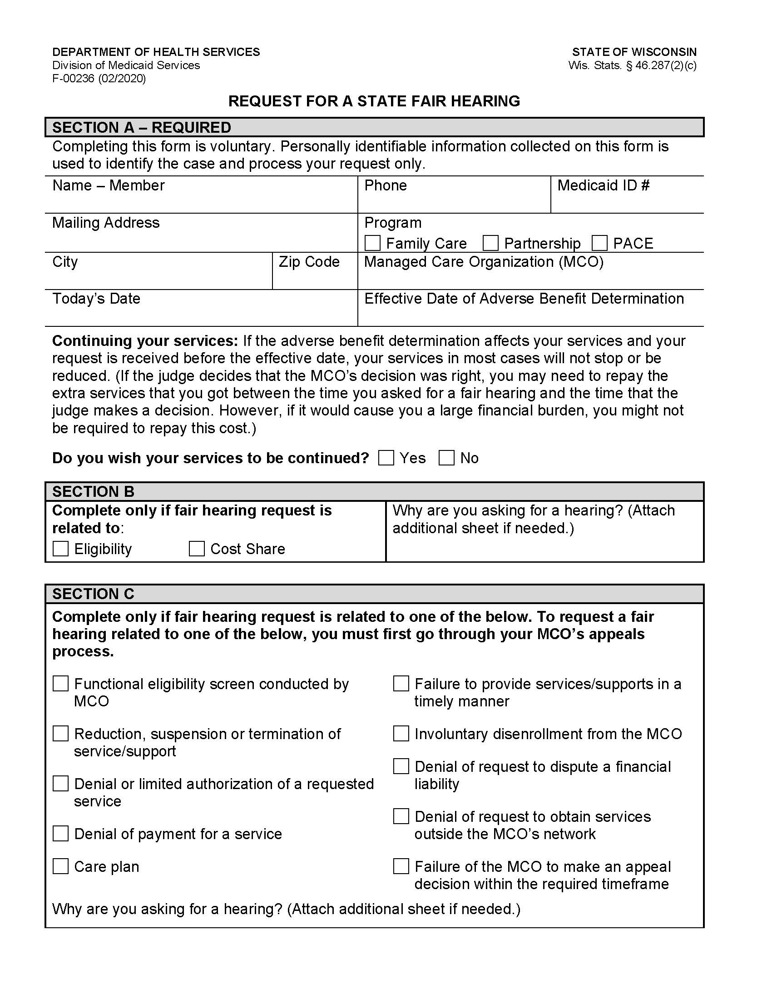 DEPARTMENT OF HEALTH SERVICES
STATE OF WISCONSIN
Division of Medicaid Services
Wis. Stats. § 46.287(2)(c)
F-00236 (02/2020)
REQUEST FOR A STATE FAIR HEARING
SECTION A – REQUIRED
Completing this form is voluntary. Personally identifiable information collected on this form is
used to identify the case and process your request only.
Name – Member
Phone
Medicaid ID #
Mailing Address
Program
Family Care
Partnership
PACE
City
Zip Code
Managed Care Organization (MCO)
Today's Date
Effective Date of Adverse Benefit Determination
Continuing your services: If the adverse benefit determination affects your services and your
request is received before the effective date, your services in most cases will not stop or be
reduced. (If the judge decides that the MCO's decision was right, you may need to repay the
extra services that you got between the time you asked for a fair hearing and the time that the
judge makes a decision. However, if it would cause you a large financial burden, you might not
be required to repay this cost.)
Do you wish your services to be continued? Yes No
SECTION B
Complete only if fair hearing request is
related to:
Eligibility
Cost Share
Why are you asking for a hearing? (Attach
additional sheet if needed.)
SECTION C
Complete only if fair hearing request is related to one of the below. To request a fair
hearing related to one of the below, you must first go through your MCO's appeals
process.
Functional eligibility screen conducted by
MCO
Reduction, suspension or termination of
service/support
Denial or limited authorization of a requested
service
Denial of payment for a service
Care plan
Failure to provide services/supports in a
timely manner
Involuntary disenrollment from the MCO
Denial of request to dispute a financial
liability
Denial of request to obtain services
outside the MCO's network
Failure of the MCO to make an appeal
decision within the required timeframe
Why are you asking for a hearing? (Attach additional sheet if needed.)